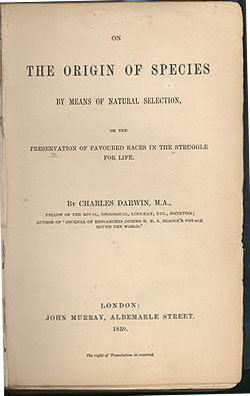 ON
THE ORIGIN OF SPECIES
BY MEANS OF NATURAL SELECTION,
OR THE
PRESERVATION OF FAVOURED RACES IN THE STRUGGLE
FOR LIFE.
BY CHARLES DARWIN, M.A.,
FELLOW OF THE ROYAL, GEOLOGICAL, LINNÆAN, ETC., SOCIETIES;
AUTHOR OF 'JOURNAL OF RESEARCHES DURING H. M. S. BEAGLE'S VOYAGE
ROUND THE WORLD.'
LONDON:
JOHN MURRAY, ALBEMARLE STREET.
1859.
The right of Translation is reserved.